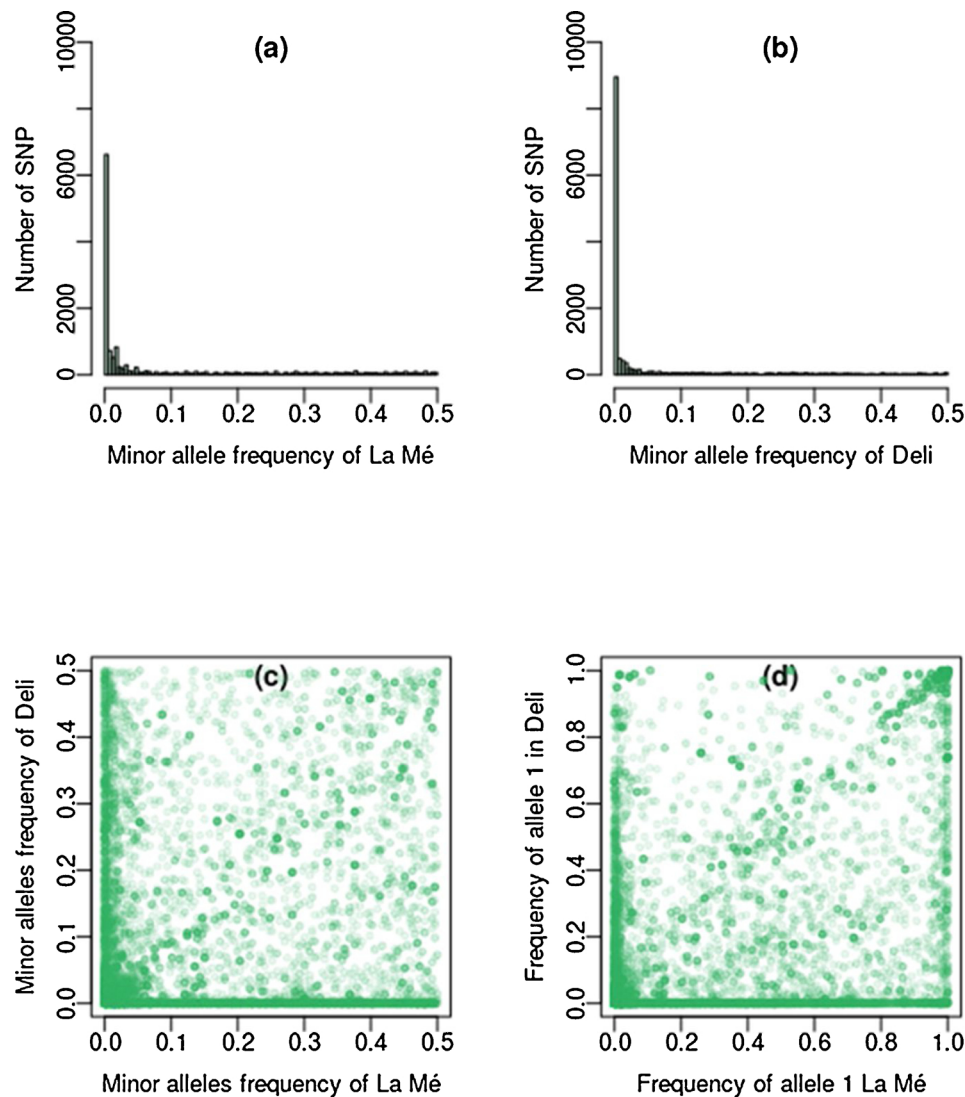 (a)
Number of SNP
10000
6000
2000
0
0.0 0.1 0.2 0.3 0.4 0.5
Minor allele frequency of La Mé
(b)
Number of SNP
10000
6000
2000
0
0.0 0.1 0.2 0.3 0.4 0.5
Minor allele frequency of Deli
(c)
Minor alleles frequency of Deli
0.5
0.4
0.3
0.2
0.1
0.0
0.0 0.1 0.2 0.3 0.4 0.5
Minor alleles frequency of La Mé
(d)
Frequency of allele 1 in Deli
1.0
0.8
0.6
0.4
0.2
0.0
0.0 0.2 0.4 0.6 0.8 1.0
Frequency of allele 1 La Mé